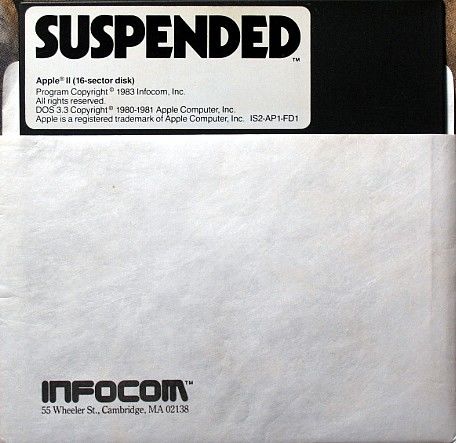 SUSPENDED™
Apple® II (16-sector disk)
Program Copyright © 1983 Infocom, Inc.
All rights reserved.
DOS 3.3 Copyright © 1980-1981 Apple Computer, Inc.
Apple is a registered trademark of Apple Computer, Inc. IS2-AP1-FD1
INFOCOM™
55 Wheeler St., Cambridge, MA 02138